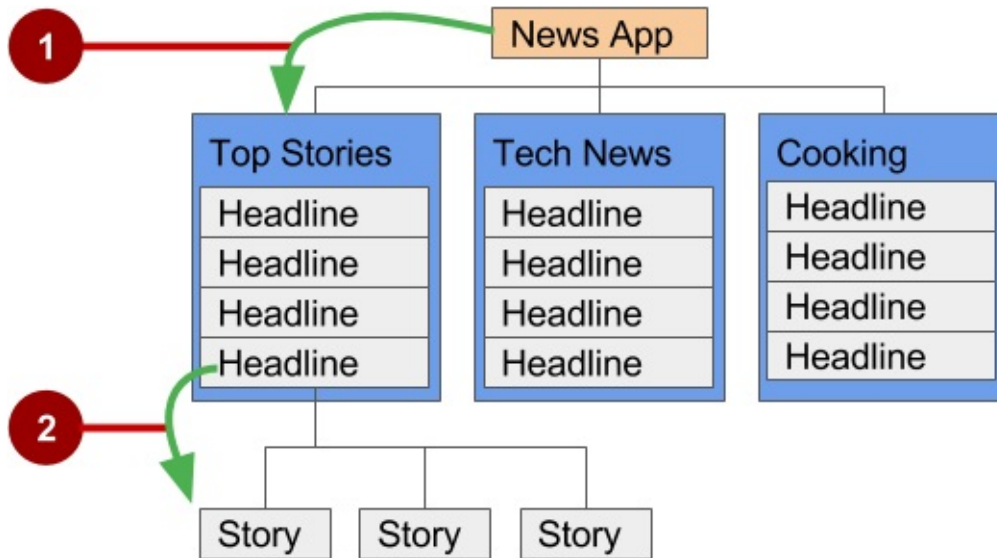 1
News App
Top Stories
Headline
Headline
Headline
Headline
Tech News
Headline
Headline
Headline
Headline
Cooking
Headline
Headline
Headline
Headline
2
Story
Story
Story